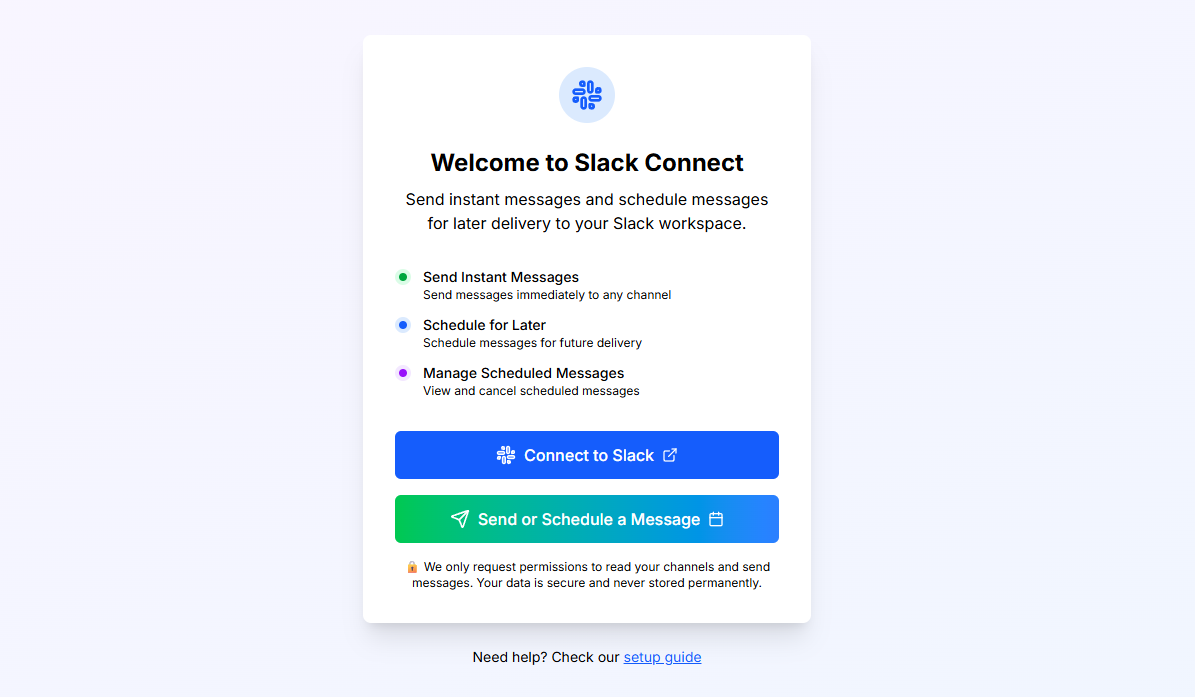 Welcome to Slack Connect
Send instant messages and schedule messages
for later delivery to your Slack workspace.
Send Instant Messages
Send messages immediately to any channel
Schedule for Later
Schedule messages for future delivery
Manage Scheduled Messages
View and cancel scheduled messages
Connect to Slack
Send or Schedule a Message
🔒 We only request permissions to read your channels and send
messages. Your data is secure and never stored permanently.
Need help? Check our setup guide